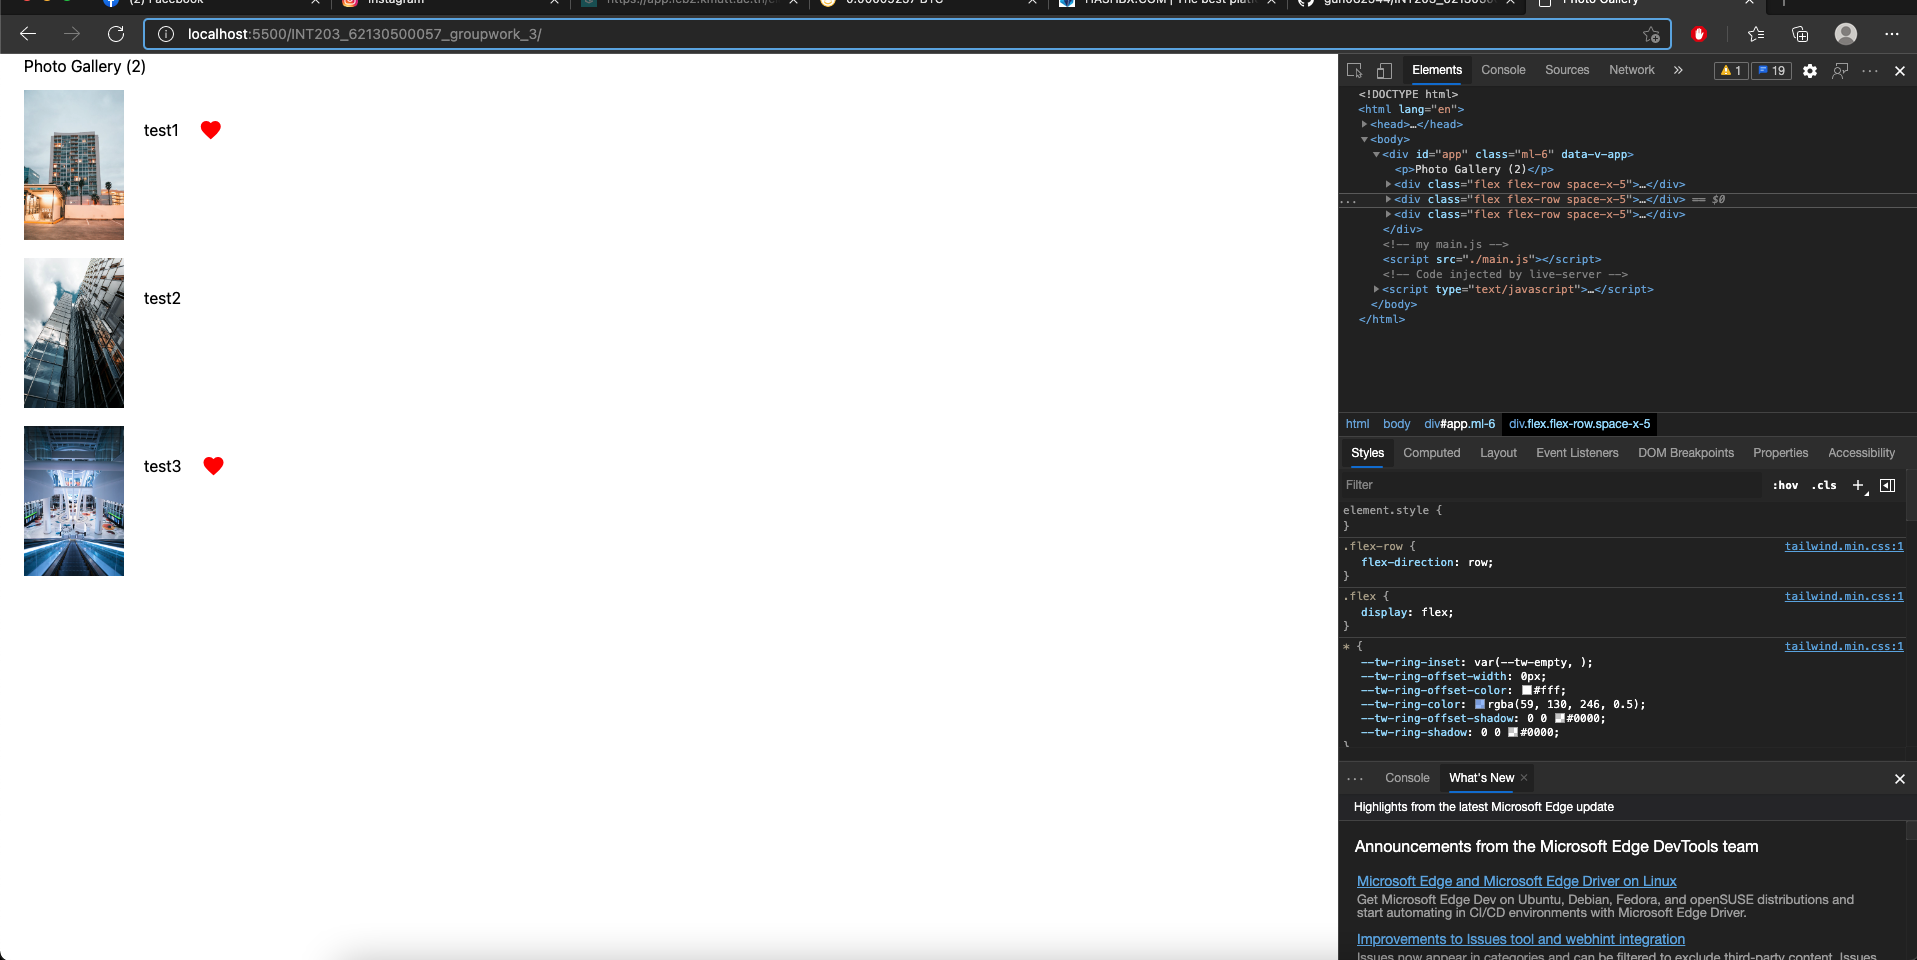 (2) Facebook
Instagram
0.00009237 BTC
HASHBX.COM | The best plat
Photo Gallery
localhost:5500/INT203_62130500057_groupwork_3/
Photo Gallery (2)
test1
test2
test3
Elements Console Sources Network » 1 19
<!DOCTYPE html>
<html lang="en">
<head>…</head>
<body>
<div id="app" class="ml-6" data-v-app>
<p>Photo Gallery (2)</p>
<div class="flex flex-row space-x-5">…</div>
... <div class="flex flex-row space-x-5">…</div> == $0
<div class="flex flex-row space-x-5">…</div>
</div>
<!-- my main.js -->
<script src="./main.js"></script>
<!-- Code injected by live-server -->
<script type="text/javascript">…</script>
</body>
</html>
html body div#app.ml-6 div.flex.flex-row.space-x-5
Styles Computed Layout Event Listeners DOM Breakpoints Properties Accessibility
Filter :hov .cls +
element.style {
}
.flex-row { tailwind.min.css:1
flex-direction: row;
}
.flex { tailwind.min.css:1
display: flex;
}
* { tailwind.min.css:1
--tw-ring-inset: var(--tw-empty, );
--tw-ring-offset-width: 0px;
--tw-ring-offset-color: #fff;
--tw-ring-color: rgba(59, 130, 246, 0.5);
--tw-ring-offset-shadow: 0 0 #0000;
--tw-ring-shadow: 0 0 #0000;
}
... Console What's New
Highlights from the latest Microsoft Edge update
Announcements from the Microsoft Edge DevTools team
Microsoft Edge and Microsoft Edge Driver on Linux
Get Microsoft Edge Dev on Ubuntu, Debian, Fedora, and openSUSE distributions and
start automating in CI/CD environments with Microsoft Edge Driver.
Improvements to Issues tool and webhint integration
Issues now appear in categories and can be filtered to exclude third-party content. Issues